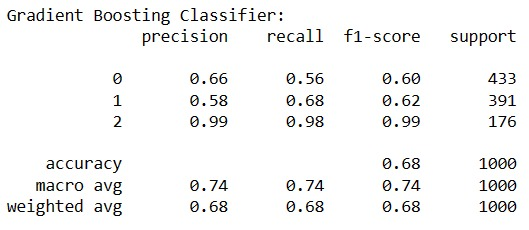 Gradient Boosting Classifier:
precision recall f1-score support
0 0.66 0.56 0.60 433
1 0.58 0.68 0.62 391
2 0.99 0.98 0.99 176
accuracy 0.68 1000
macro avg 0.74 0.74 0.74 1000
weighted avg 0.68 0.68 0.68 1000